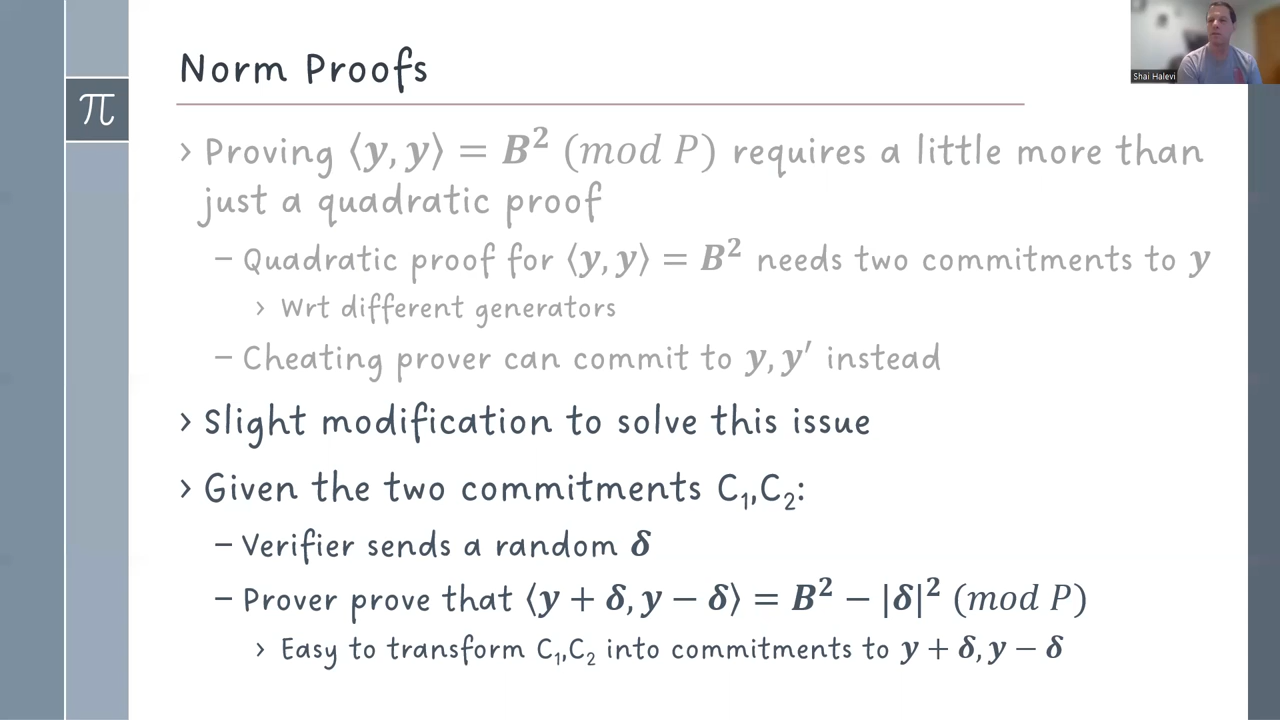 Norm Proofs
Shai Halevi
π
› Proving ⟨y, y⟩ = B² (mod P) requires a little more than
just a quadratic proof
– Quadratic proof for ⟨y, y⟩ = B² needs two commitments to y
› Wrt different generators
– Cheating prover can commit to y, y′ instead
› Slight modification to solve this issue
› Given the two commitments C₁,C₂:
– Verifier sends a random δ
– Prover prove that ⟨y + δ, y − δ⟩ = B² − |δ|² (mod P)
› Easy to transform C₁,C₂ into commitments to y + δ, y − δ